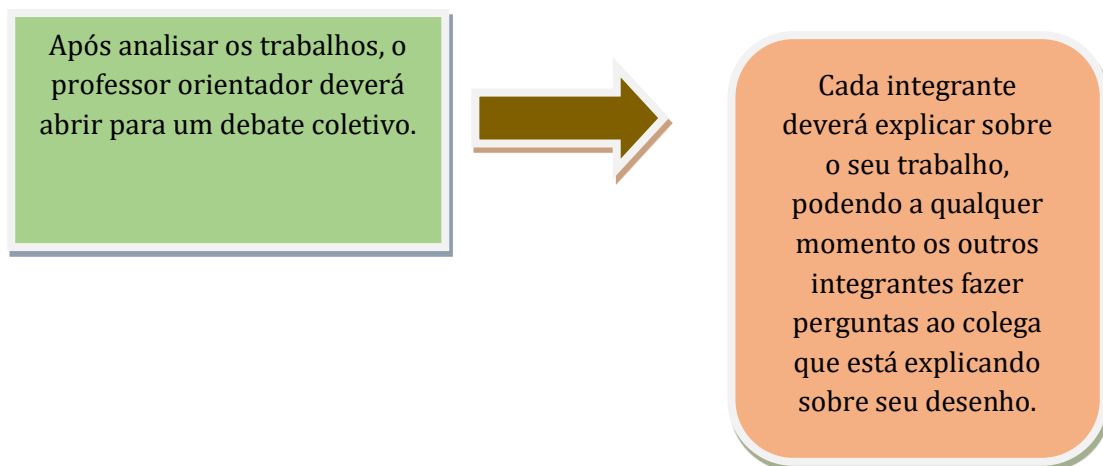 Após analisar os trabalhos, o
professor orientador deverá
abrir para um debate coletivo.
Cada integrante
deverá explicar sobre
o seu trabalho,
podendo a qualquer
momento os outros
integrantes fazer
perguntas ao colega
que está explicando
sobre seu desenho.